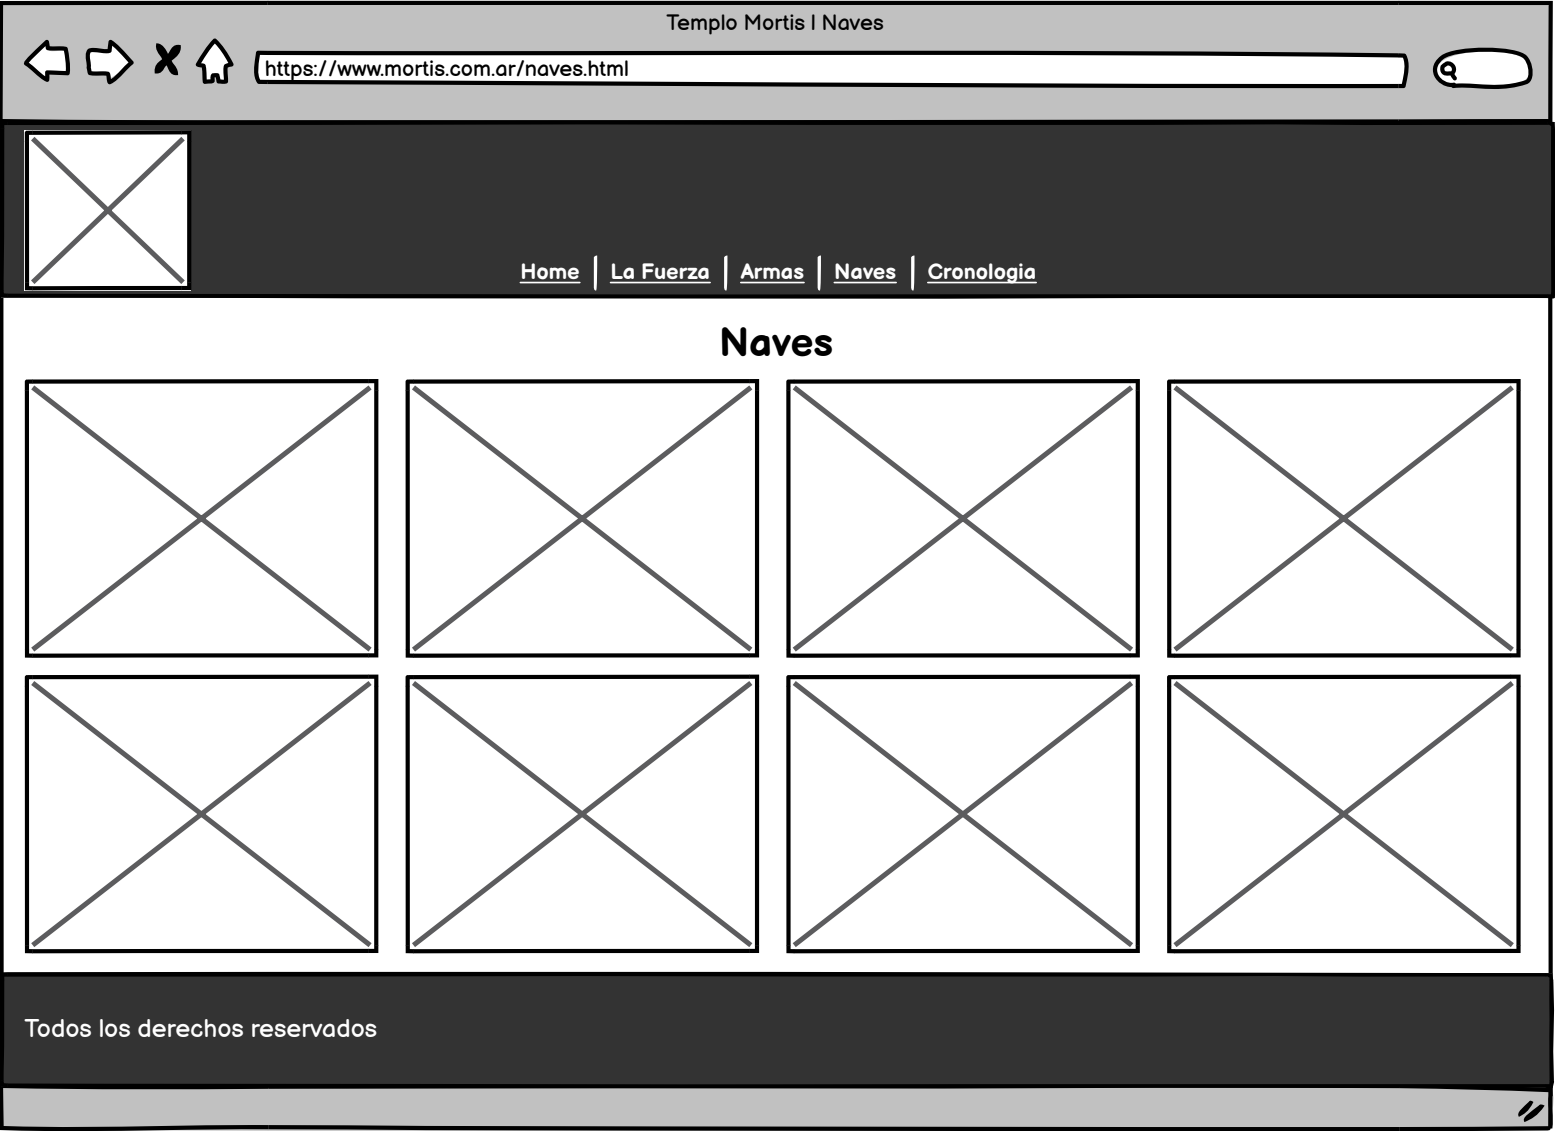 Templo Mortis | Naves
https://www.mortis.com.ar/naves.html
Home | La Fuerza | Armas | Naves | Cronologia
Naves
Todos los derechos reservados